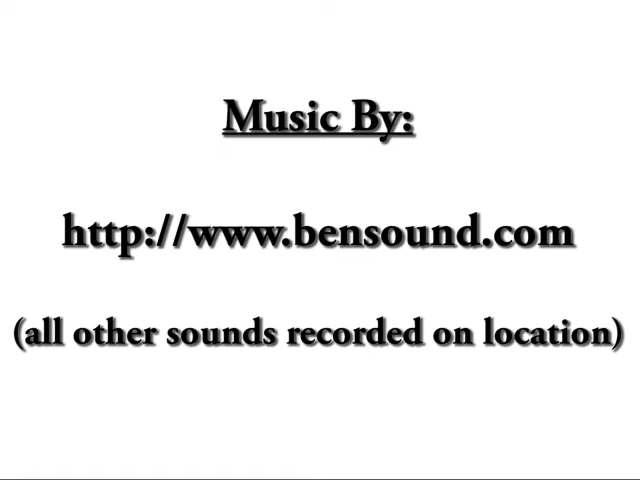 Music By:
http://www.bensound.com
(all other sounds recorded on location)